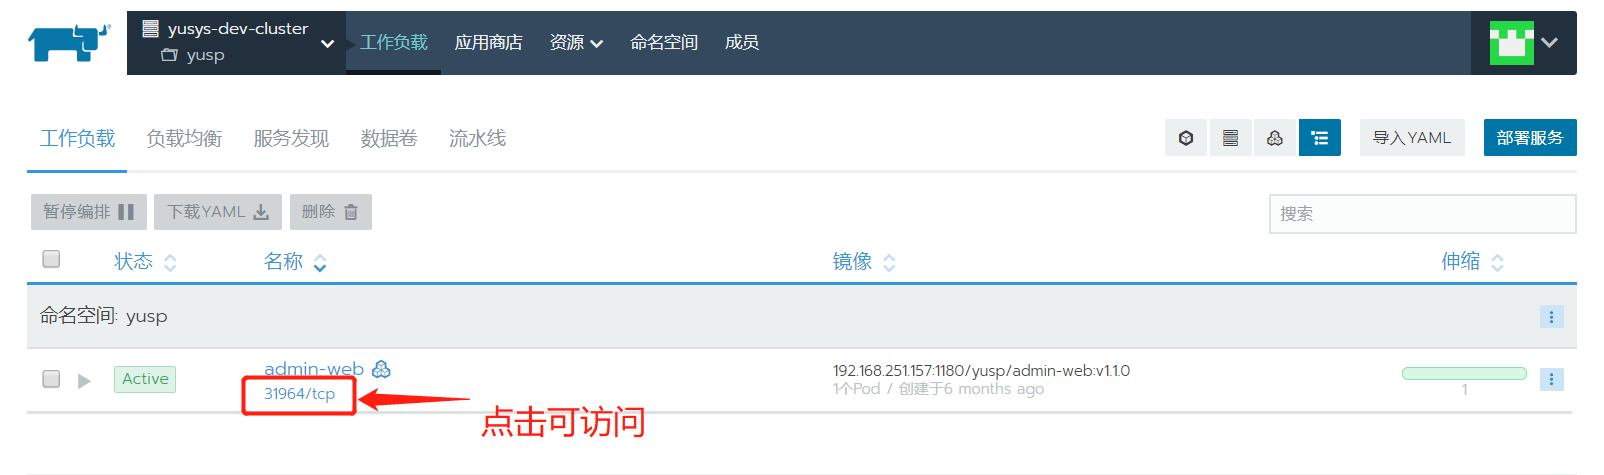 yusys-dev-cluster
yusp
工作负载 应用商店 资源 命名空间 成员
工作负载 负载均衡 服务发现 数据卷 流水线
导入YAML 部署服务
暂停编排 下载YAML 删除
搜索
状态 名称 镜像 伸缩
命名空间: yusp
Active
admin-web
31964/tcp
192.168.251.157:1180/yusp/admin-web:v1.1.0
1个Pod / 创建于6 months ago
1
点击可访问